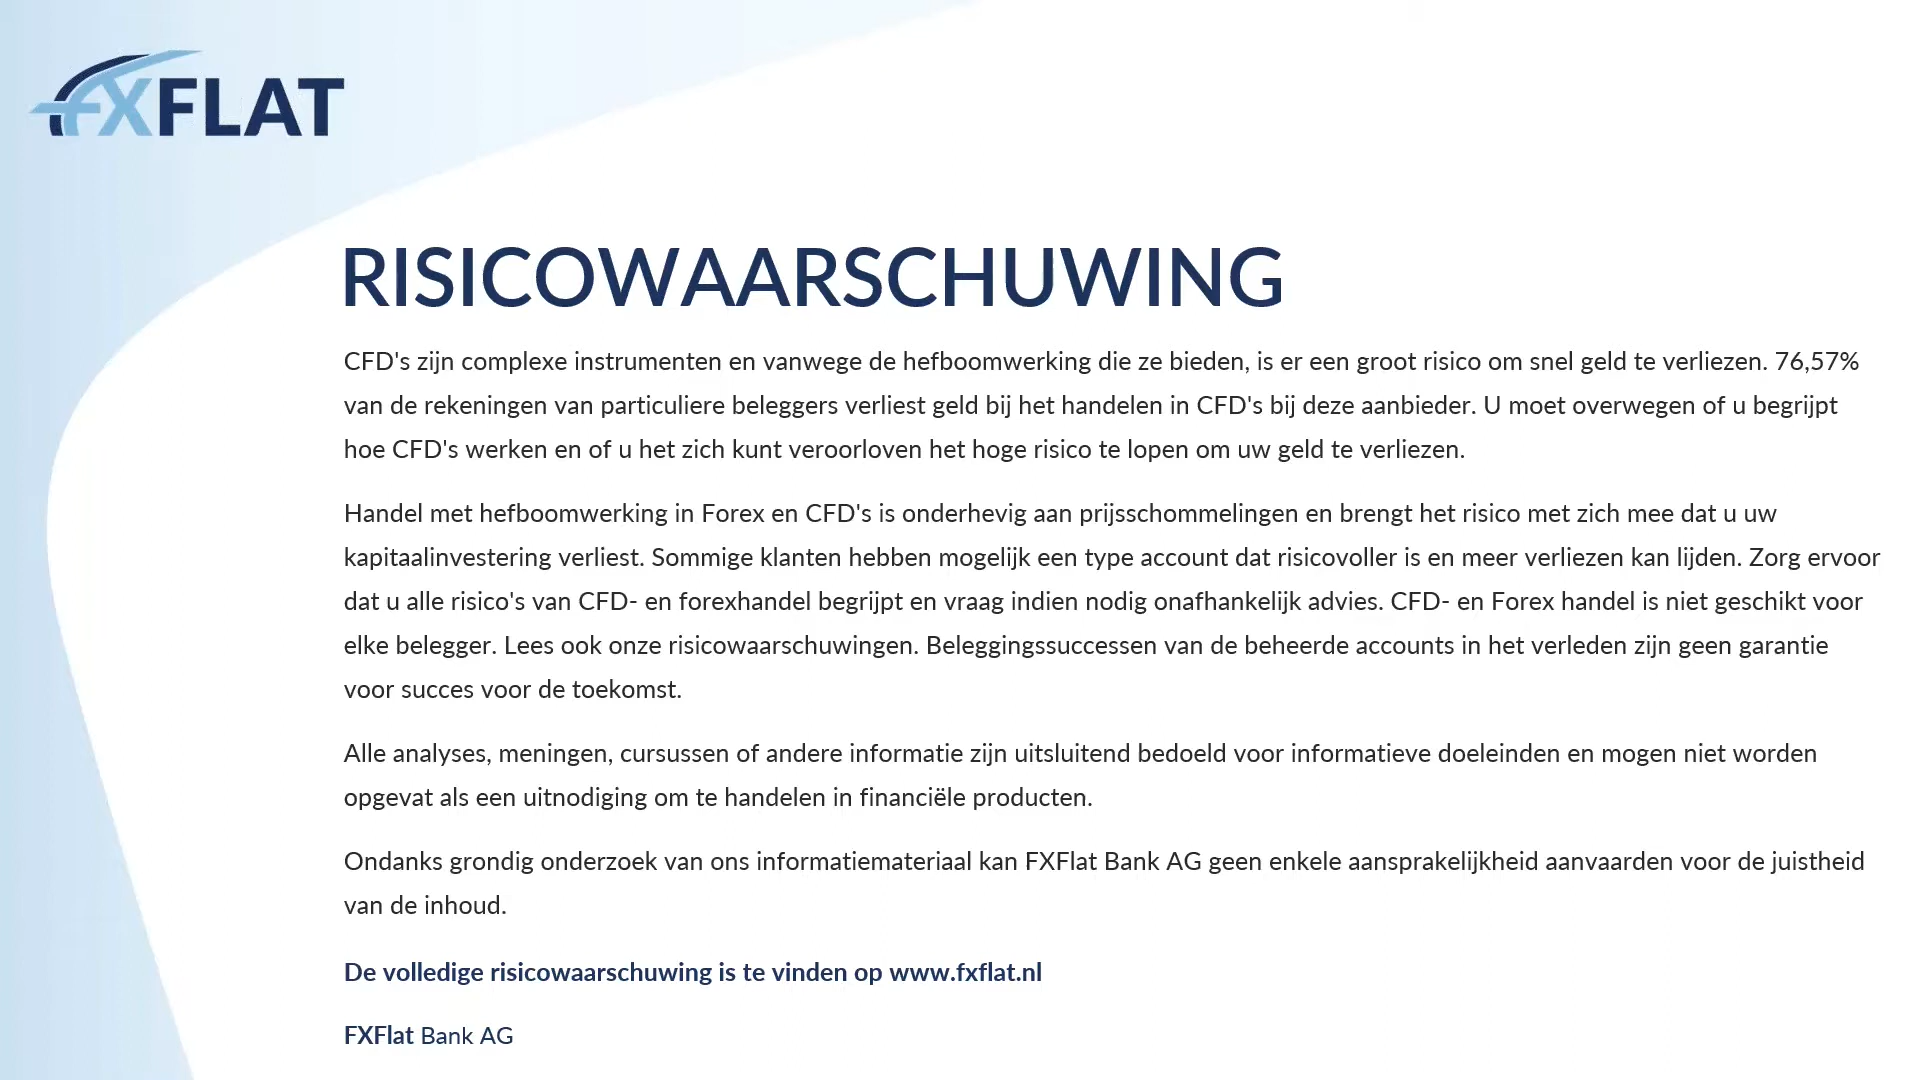 fXFLAT
RISICOWAARSCHUWING
CFD's zijn complexe instrumenten en vanwege de hefboomwerking die ze bieden, is er een groot risico om snel geld te verliezen. 76,57%
van de rekeningen van particuliere beleggers verliest geld bij het handelen in CFD's bij deze aanbieder. U moet overwegen of u begrijpt
hoe CFD's werken en of u het zich kunt veroorloven het hoge risico te lopen om uw geld te verliezen.
Handel met hefboomwerking in Forex en CFD's is onderhevig aan prijsschommelingen en brengt het risico met zich mee dat u uw
kapitaalinvestering verliest. Sommige klanten hebben mogelijk een type account dat risicovoller is en meer verliezen kan lijden. Zorg ervoor
dat u alle risico's van CFD- en forexhandel begrijpt en vraag indien nodig onafhankelijk advies. CFD- en Forex handel is niet geschikt voor
elke belegger. Lees ook onze risicowaarschuwingen. Beleggingssuccessen van de beheerde accounts in het verleden zijn geen garantie
voor succes voor de toekomst.
Alle analyses, meningen, cursussen of andere informatie zijn uitsluitend bedoeld voor informatieve doeleinden en mogen niet worden
opgevat als een uitnodiging om te handelen in financiële producten.
Ondanks grondig onderzoek van ons informatiemateriaal kan FXFlat Bank AG geen enkele aansprakelijkheid aanvaarden voor de juistheid
van de inhoud.
De volledige risicowaarschuwing is te vinden op www.fxflat.nl
FXFlat Bank AG